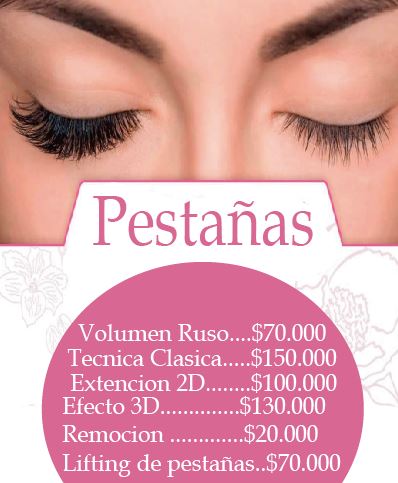 Pestañas
Volumen Ruso....$70.000
Tecnica Clasica.....$150.000
Extencion 2D........$100.000
Efecto 3D..............$130.000
Remocion .............$20.000
Lifting de pestañas..$70.000